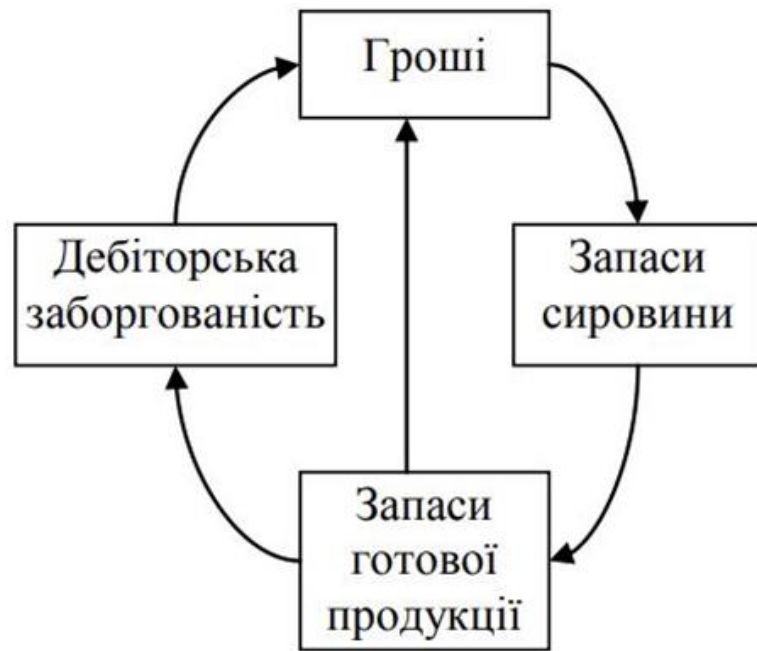 Гроші
Дебіторська
заборгованість
Запаси
сировини
Запаси
готової
продукції